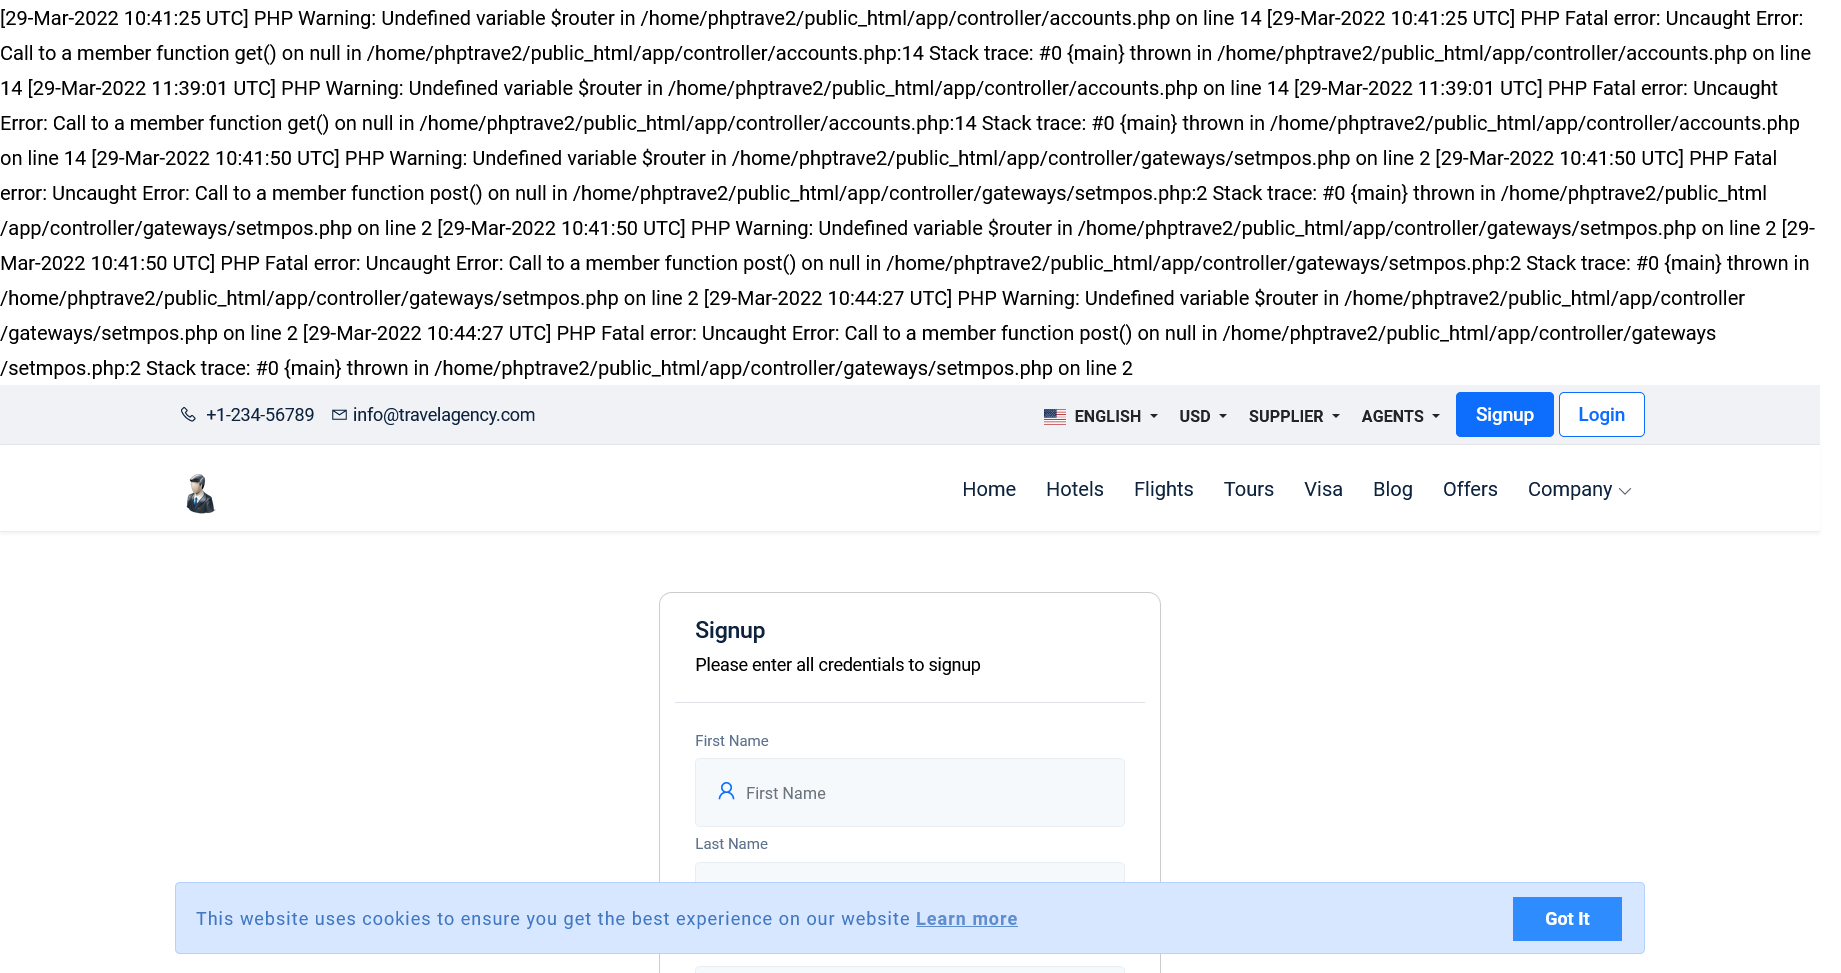 [29-Mar-2022 10:41:25 UTC] PHP Warning: Undefined variable $router in /home/phptrave2/public_html/app/controller/accounts.php on line 14 [29-Mar-2022 10:41:25 UTC] PHP Fatal error: Uncaught Error:
Call to a member function get() on null in /home/phptrave2/public_html/app/controller/accounts.php:14 Stack trace: #0 {main} thrown in /home/phptrave2/public_html/app/controller/accounts.php on line
14 [29-Mar-2022 11:39:01 UTC] PHP Warning: Undefined variable $router in /home/phptrave2/public_html/app/controller/accounts.php on line 14 [29-Mar-2022 11:39:01 UTC] PHP Fatal error: Uncaught
Error: Call to a member function get() on null in /home/phptrave2/public_html/app/controller/accounts.php:14 Stack trace: #0 {main} thrown in /home/phptrave2/public_html/app/controller/accounts.php
on line 14 [29-Mar-2022 10:41:50 UTC] PHP Warning: Undefined variable $router in /home/phptrave2/public_html/app/controller/gateways/setmpos.php on line 2 [29-Mar-2022 10:41:50 UTC] PHP Fatal
error: Uncaught Error: Call to a member function post() on null in /home/phptrave2/public_html/app/controller/gateways/setmpos.php:2 Stack trace: #0 {main} thrown in /home/phptrave2/public_html
/app/controller/gateways/setmpos.php on line 2 [29-Mar-2022 10:41:50 UTC] PHP Warning: Undefined variable $router in /home/phptrave2/public_html/app/controller/gateways/setmpos.php on line 2 [29-
Mar-2022 10:41:50 UTC] PHP Fatal error: Uncaught Error: Call to a member function post() on null in /home/phptrave2/public_html/app/controller/gateways/setmpos.php:2 Stack trace: #0 {main} thrown in
/home/phptrave2/public_html/app/controller/gateways/setmpos.php on line 2 [29-Mar-2022 10:44:27 UTC] PHP Warning: Undefined variable $router in /home/phptrave2/public_html/app/controller
/gateways/setmpos.php on line 2 [29-Mar-2022 10:44:27 UTC] PHP Fatal error: Uncaught Error: Call to a member function post() on null in /home/phptrave2/public_html/app/controller/gateways
/setmpos.php:2 Stack trace: #0 {main} thrown in /home/phptrave2/public_html/app/controller/gateways/setmpos.php on line 2
+1-234-56789 info@travelagency.com ENGLISH USD SUPPLIER AGENTS Signup Login
Home Hotels Flights Tours Visa Blog Offers Company
Signup
Please enter all credentials to signup
First Name
First Name
Last Name
This website uses cookies to ensure you get the best experience on our website Learn more Got It